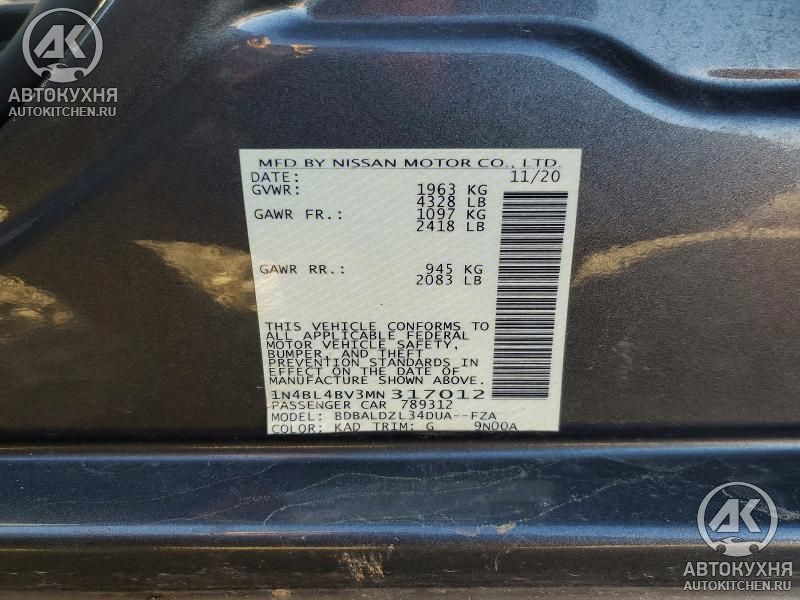 АК
АВТОКУХНЯ
AUTOKITCHEN.RU
MFD BY NISSAN MOTOR CO., LTD.
DATE: 11/20
GVWR: 1963 KG
4328 LB
GAWR FR.: 1097 KG
2418 LB
GAWR RR.: 945 KG
2083 LB
THIS VEHICLE CONFORMS TO
ALL APPLICABLE FEDERAL
MOTOR VEHICLE SAFETY,
BUMPER, AND THEFT
PREVENTION STANDARDS IN
EFFECT ON THE DATE OF
MANUFACTURE SHOWN ABOVE.
1N4BL4BV3MN317012
PASSENGER CAR 789312
MODEL: BDBALDZL34DUA--FZA
COLOR: KAD TRIM: G 9N00A
АК
АВТОКУХНЯ
AUTOKITCHEN.RU